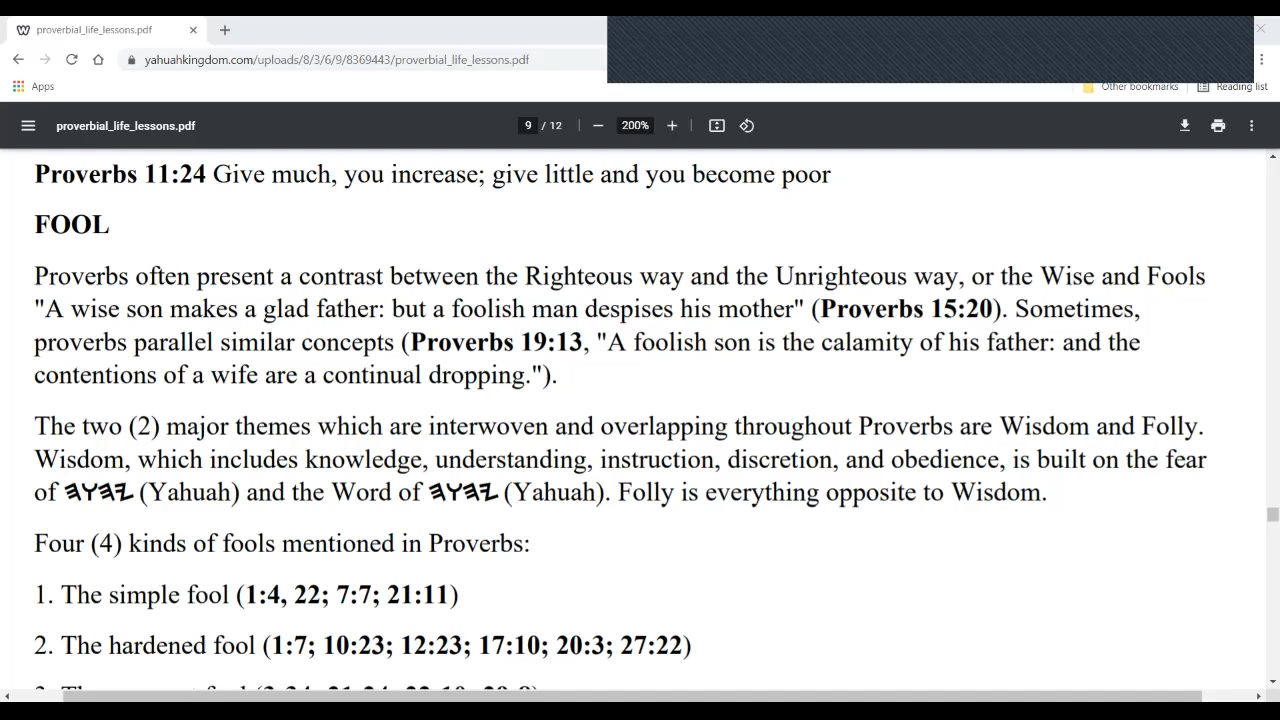 proverbial_life_lessons.pdf
yahuahkingdom.com/uploads/8/3/6/9/8369443/proverbial_life_lessons.pdf
Apps
Other bookmarks
Reading list
proverbial_life_lessons.pdf
9 / 12
200%
Proverbs 11:24 Give much, you increase; give little and you become poor
FOOL
Proverbs often present a contrast between the Righteous way and the Unrighteous way, or the Wise and Fools
"A wise son makes a glad father: but a foolish man despises his mother" (Proverbs 15:20). Sometimes,
proverbs parallel similar concepts (Proverbs 19:13, "A foolish son is the calamity of his father: and the
contentions of a wife are a continual dropping.").
The two (2) major themes which are interwoven and overlapping throughout Proverbs are Wisdom and Folly.
Wisdom, which includes knowledge, understanding, instruction, discretion, and obedience, is built on the fear
of 𐤉𐤄𐤅𐤄 (Yahuah) and the Word of 𐤉𐤄𐤅𐤄 (Yahuah). Folly is everything opposite to Wisdom.
Four (4) kinds of fools mentioned in Proverbs:
1. The simple fool (1:4, 22; 7:7; 21:11)
2. The hardened fool (1:7; 10:23; 12:23; 17:10; 20:3; 27:22)